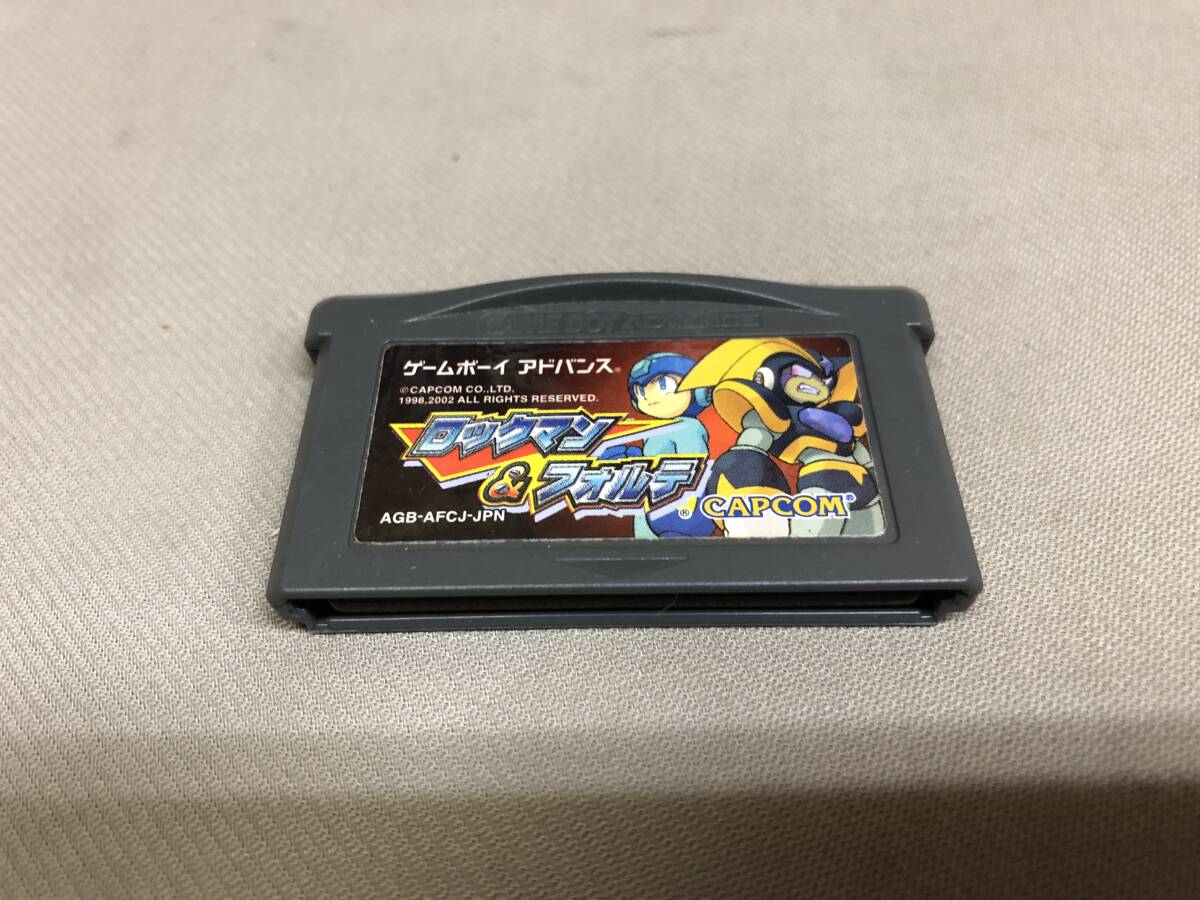 GAME BOY ADVANCE
ゲームボーイ アドバンス®
©CAPCOM CO.,LTD.
1998,2002 ALL RIGHTS RESERVED.
ロックマン
&フォルテ
AGB-AFCJ-JPN
®CAPCOM®